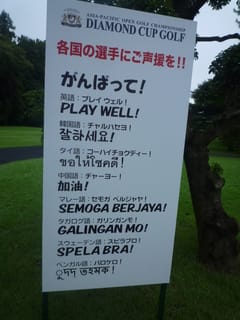 ASIA-PACIFIC OPEN GOLF CHAMPIONSHIP
DIAMOND CUP GOLF
各国の選手にご声援を!!
がんばって!
英語：プレイ ウェル!
PLAY WELL!
韓国語：チャルハセヨ!
잘하세요!
タイ語：コーハイチョクディー!
ขอให้โชคดี!
中国語：チャーヨー!
加油!
マレー語：セモガ ベルジャヤ!
SEMOGA BERJAYA!
タガログ語：ガリンガンモ!
GALINGAN MO!
スウェーデン語：スピラブロ!
SPELA BRA!
ベンガル語：バロケロ!